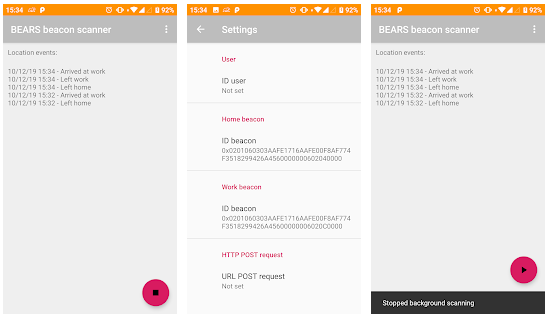 15:34
92%
BEARS beacon scanner
Location events:
10/12/19 15:34 - Arrived at work
10/12/19 15:34 - Left work
10/12/19 15:34 - Left home
10/12/19 15:32 - Arrived at work
10/12/19 15:32 - Left home
15:34
92%
Settings
User
ID user
Not set
Home beacon
ID beacon
0x0201060303AAFE1716AAFE00F8AF774
F3518299426A4560000000602040000
Work beacon
ID beacon
0x0201060303AAFE1716AAFE00F8AF774
F3518299426A45600000006020C0000
HTTP POST request
URL POST request
Not set
15:34
92%
BEARS beacon scanner
Location events:
10/12/19 15:34 - Arrived at work
10/12/19 15:34 - Left work
10/12/19 15:34 - Left home
10/12/19 15:32 - Arrived at work
10/12/19 15:32 - Left home
Stopped background scanning